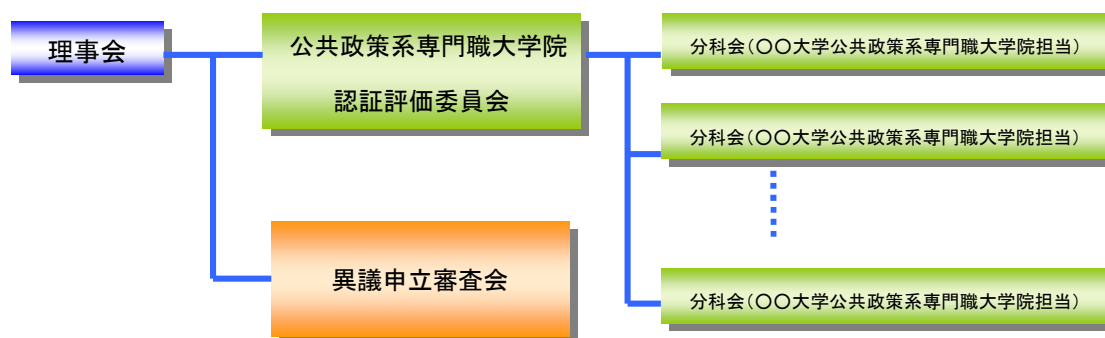 理事会
公共政策系専門職大学院
認証評価委員会
異議申立審査会
分科会(〇〇大学公共政策系専門職大学院担当)
分科会(〇〇大学公共政策系専門職大学院担当)
分科会(〇〇大学公共政策系専門職大学院担当)